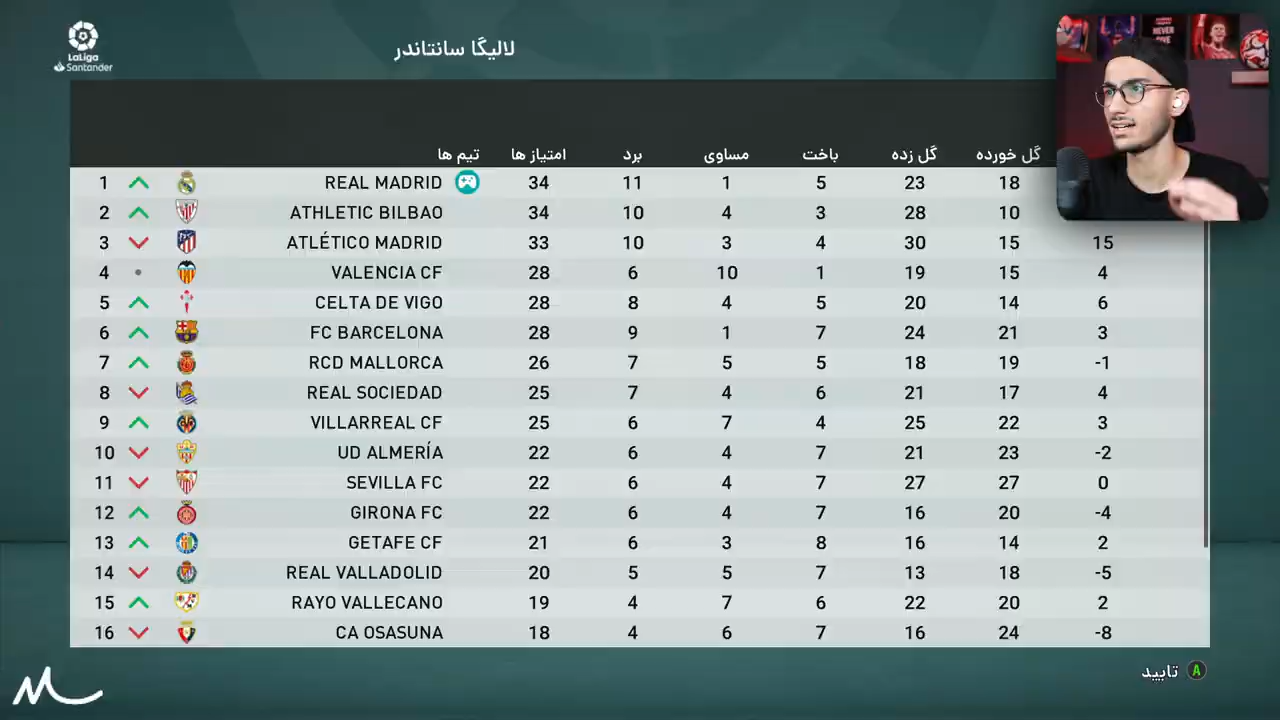 LaLiga
Santander
لالیگا سانتاندر
NEVER
GIVE
تیم ها امتیاز ها برد مساوی باخت گل زده گل خورده
1 REAL MADRID 34 11 1 5 23 18
2 ATHLETIC BILBAO 34 10 4 3 28 10
3 ATLÉTICO MADRID 33 10 3 4 30 15 15
4 VALENCIA CF 28 6 10 1 19 15 4
5 CELTA DE VIGO 28 8 4 5 20 14 6
6 FC BARCELONA 28 9 1 7 24 21 3
7 RCD MALLORCA 26 7 5 5 18 19 -1
8 REAL SOCIEDAD 25 7 4 6 21 17 4
9 VILLARREAL CF 25 6 7 4 25 22 3
10 UD ALMERÍA 22 6 4 7 21 23 -2
11 SEVILLA FC 22 6 4 7 27 27 0
12 GIRONA FC 22 6 4 7 16 20 -4
13 GETAFE CF 21 6 3 8 16 14 2
14 REAL VALLADOLID 20 5 5 7 13 18 -5
15 RAYO VALLECANO 19 4 7 6 22 20 2
16 CA OSASUNA 18 4 6 7 16 24 -8
تایید A